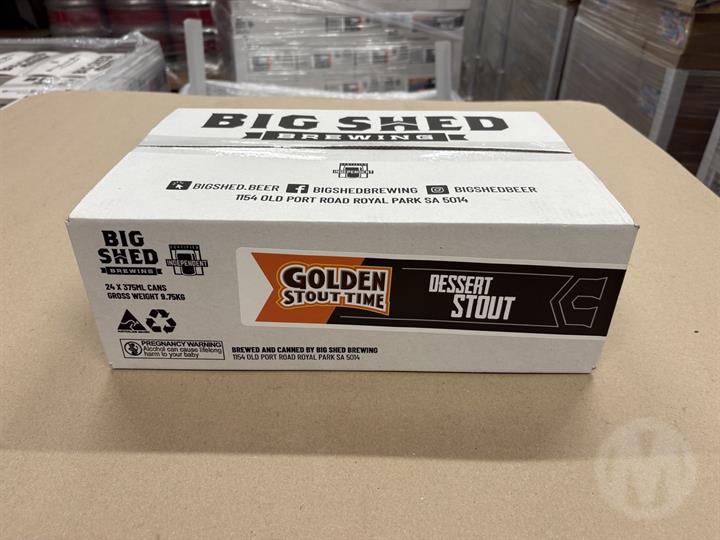 BIG SHED
BREWING
CERTIFIED
INDEPENDENT
BIGSHED.BEER BIGSHEDBREWING BIGSHEDBEER
1154 OLD PORT ROAD ROYAL PARK SA 5014
BIG
SHED
BREWING
CERTIFIED
INDEPENDENT
24 X 375ML CANS
GROSS WEIGHT 9.75KG
GOLDEN
STOUT TIME
DESSERT
STOUT
PREGNANCY WARNING
Alcohol can cause lifelong
harm to your baby
BREWED AND CANNED BY BIG SHED BREWING
1154 OLD PORT ROAD ROYAL PARK SA 5014
M